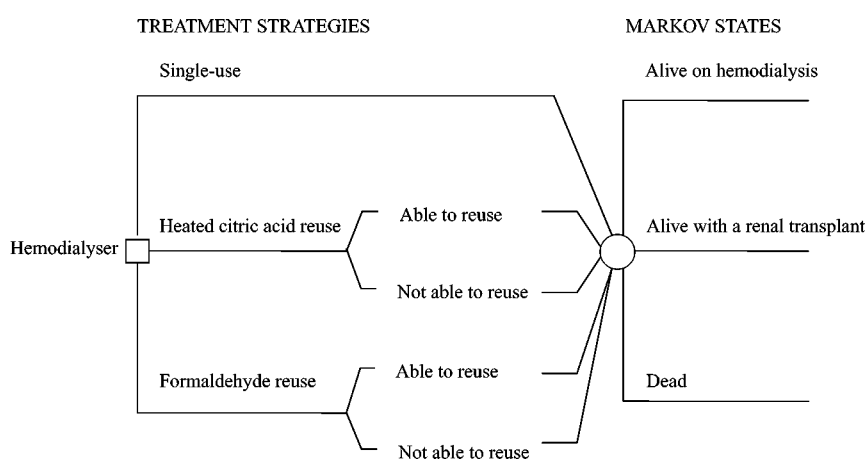 TREATMENT STRATEGIES
MARKOV STATES
Single-use
Alive on hemodialysis
Heated citric acid reuse
Able to reuse
Alive with a renal transplant
Hemodialyser
Not able to reuse
Formaldehyde reuse
Able to reuse
Dead
Not able to reuse